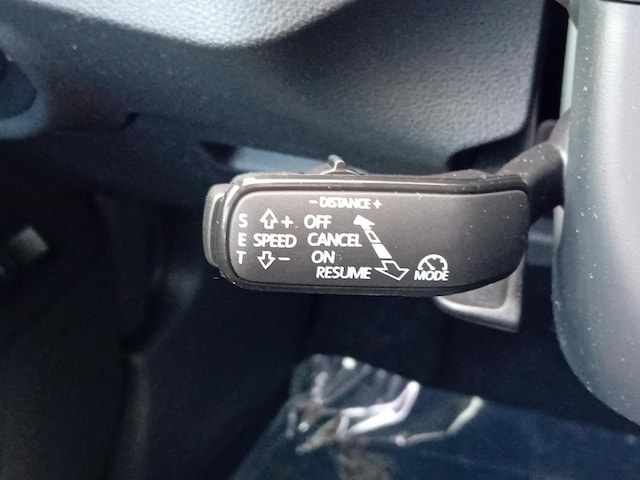 - DISTANCE +
S + OFF
E SPEED CANCEL
T - ON
RESUME
MODE